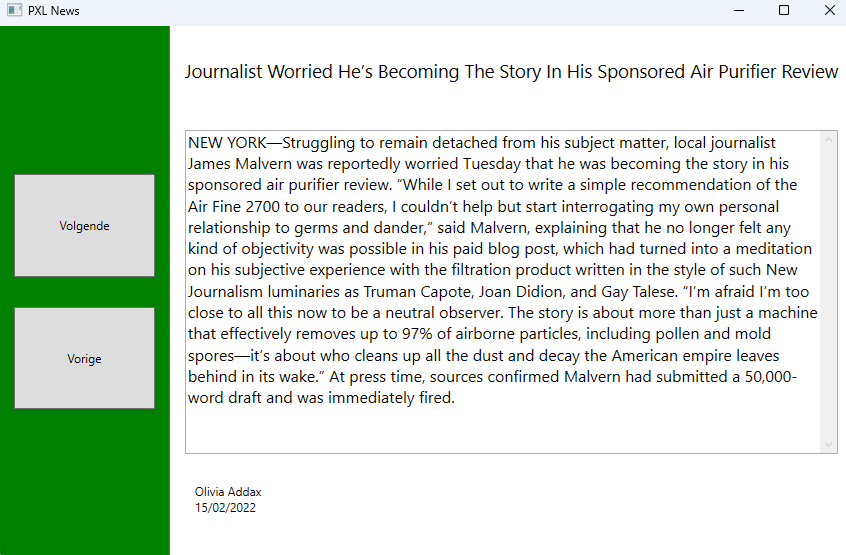 PXL News
Journalist Worried He’s Becoming The Story In His Sponsored Air Purifier Review
NEW YORK—Struggling to remain detached from his subject matter, local journalist
James Malvern was reportedly worried Tuesday that he was becoming the story in his
sponsored air purifier review. “While I set out to write a simple recommendation of the
Air Fine 2700 to our readers, I couldn’t help but start interrogating my own personal
relationship to germs and dander,” said Malvern, explaining that he no longer felt any
kind of objectivity was possible in his paid blog post, which had turned into a meditation
on his subjective experience with the filtration product written in the style of such New
Journalism luminaries as Truman Capote, Joan Didion, and Gay Talese. “I’m afraid I’m too
close to all this now to be a neutral observer. The story is about more than just a machine
that effectively removes up to 97% of airborne particles, including pollen and mold
spores—it’s about who cleans up all the dust and decay the American empire leaves
behind in its wake.” At press time, sources confirmed Malvern had submitted a 50,000-
word draft and was immediately fired.
Volgende
Vorige
Olivia Addax
15/02/2022